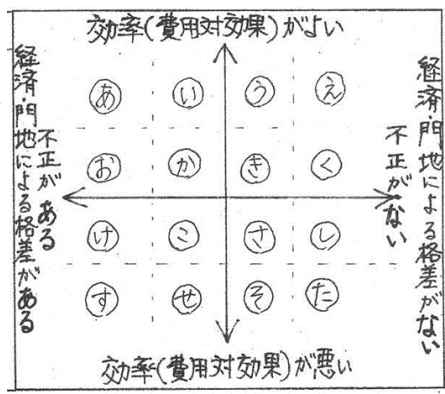 効率(費用対効果)がよい
経済・門地による格差がある
不正がある
あ い う え
お か き く
け こ さ し
す せ そ た
不正がない
経済・門地による格差がない
効率(費用対効果)が悪い